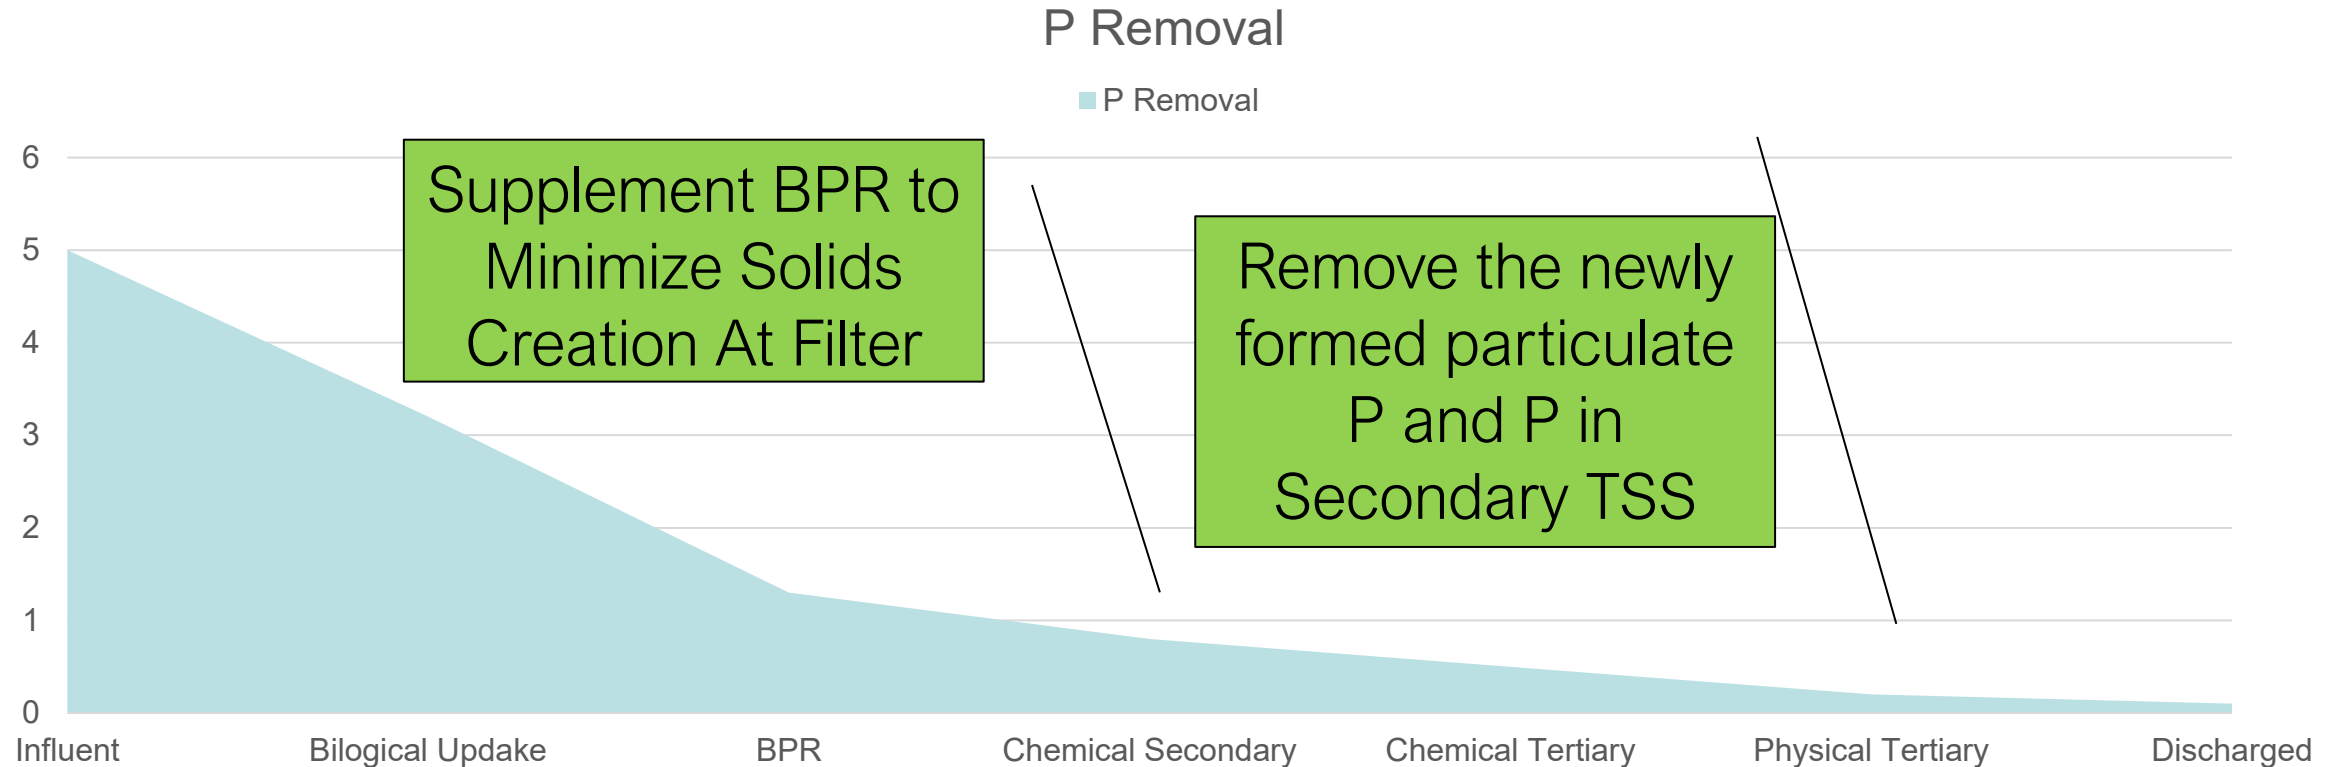 P Removal
P Removal
6
5
4
3
2
1
0
Supplement BPR to
Minimize Solids
Creation At Filter
Remove the newly
formed particulate
P and P in
Secondary TSS
Influent
Bilogical Updake
BPR
Chemical Secondary
Chemical Tertiary
Physical Tertiary
Discharged